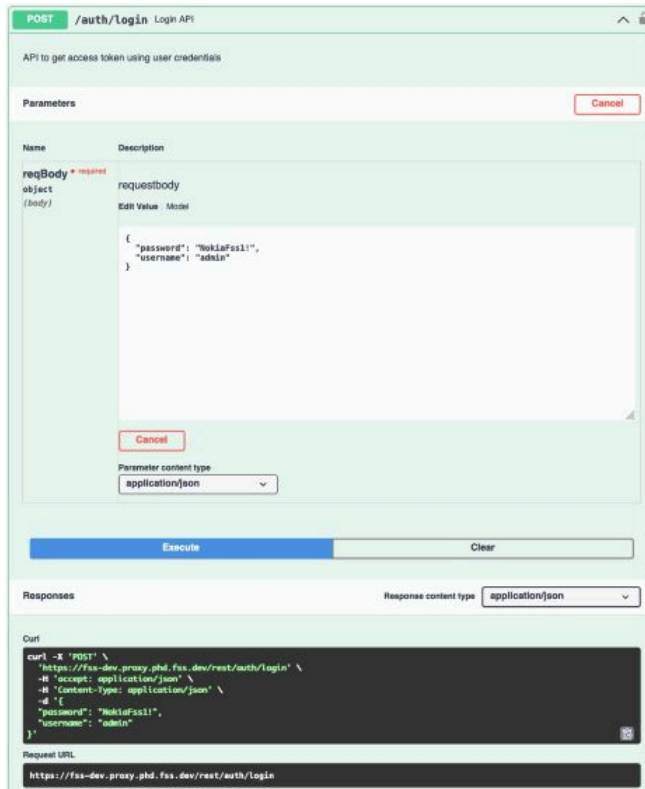 POST /auth/login Login API
API to get access token using user credentials
Parameters
Cancel
Name Description
reqBody * required
object
(body)
requestbody
Edit Value Model
{
"password": "NokiaFss1!",
"username": "admin"
}
Cancel
Parameter content type
application/json
Execute Clear
Responses Response content type application/json
Curl
curl -X 'POST' \
'https://fss-dev.proxy.phd.fss.dev/rest/auth/login' \
-H 'accept: application/json' \
-H 'Content-Type: application/json' \
-d '{
"password": "NokiaFss1!",
"username": "admin"
}'
Request URL
https://fss-dev.proxy.phd.fss.dev/rest/auth/login